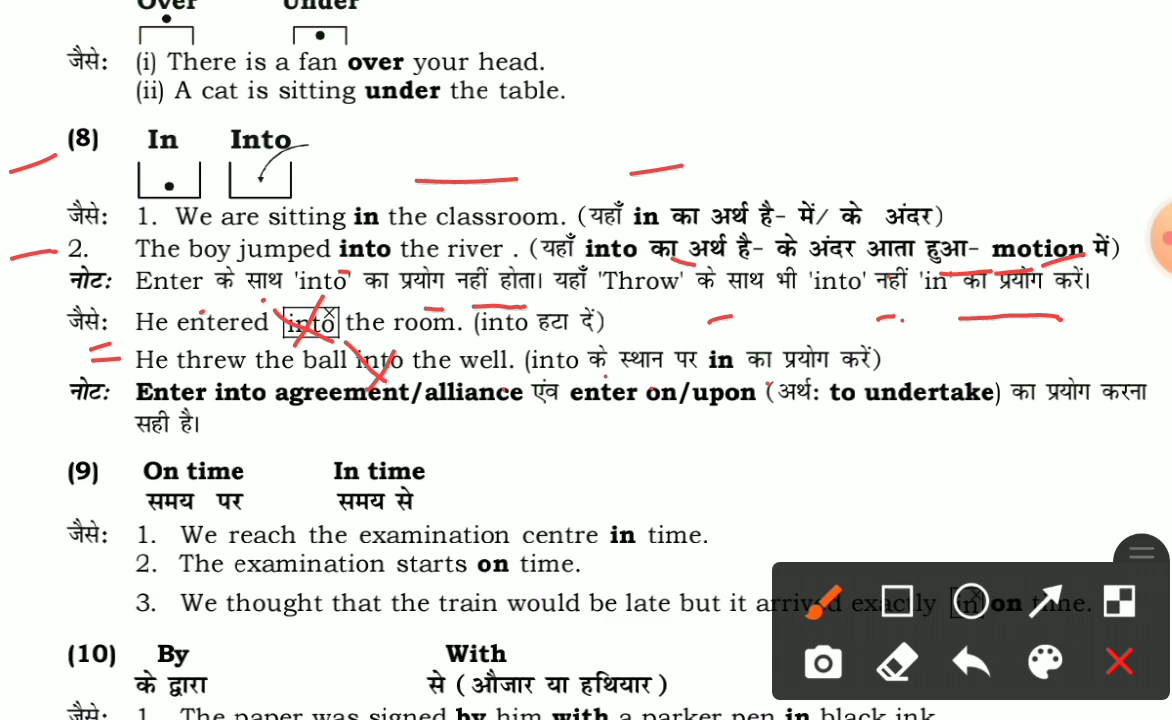 Over Under
जैसे: (i) There is a fan over your head.
(ii) A cat is sitting under the table.
(8) In Into
जैसे: 1. We are sitting in the classroom. (यहाँ in का अर्थ है- में/ के अंदर)
2. The boy jumped into the river . (यहाँ into का अर्थ है- के अंदर आता हुआ- motion में)
नोट: Enter के साथ 'into' का प्रयोग नहीं होता। यहाँ 'Throw' के साथ भी 'into' नहीं 'in' का प्रयोग करें।
जैसे: He entered into the room. (into हटा दें)
He threw the ball into the well. (into के स्थान पर in का प्रयोग करें)
नोट: Enter into agreement/alliance एंव enter on/upon (अर्थ: to undertake) का प्रयोग करना
सही है।
(9) On time In time
समय पर समय से
जैसे: 1. We reach the examination centre in time.
2. The examination starts on time.
3. We thought that the train would be late but it arrived exactly in on time.
(10) By With
के द्वारा से (औजार या हथियार)
जैसे: 1. The paper was signed by him with a parker pen in black ink.